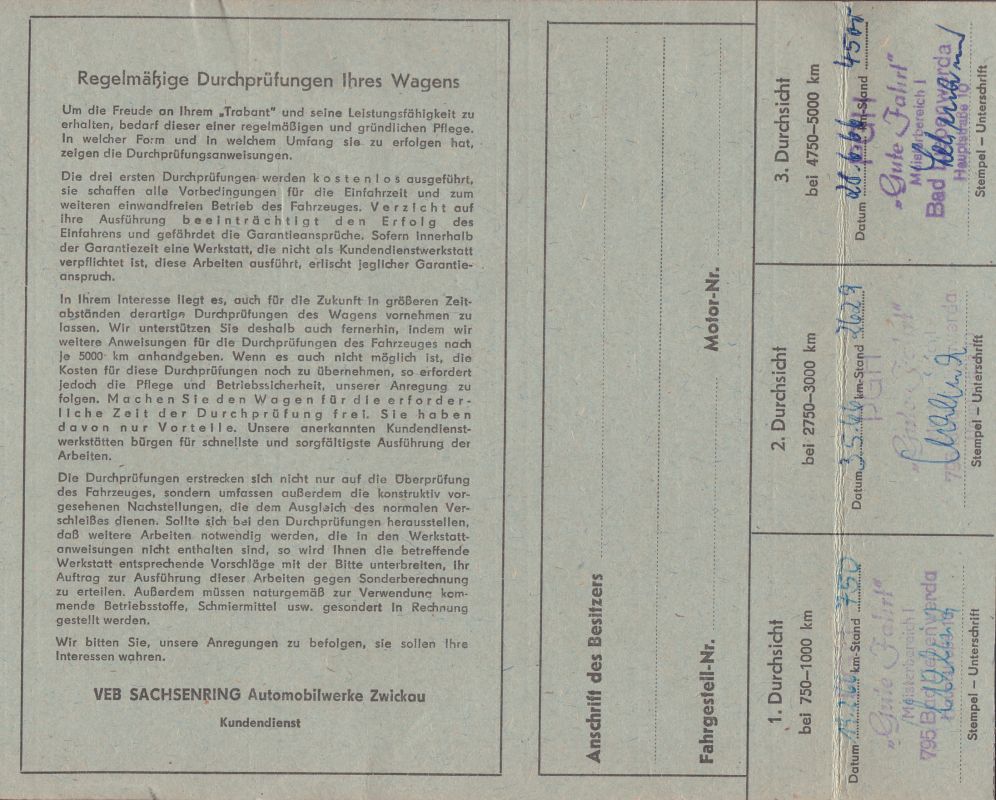 Regelmäßige Durchprüfungen Ihres Wagens
Um die Freude an Ihrem „Trabant" und seine Leistungsfähigkeit zu
erhalten, bedarf dieser einer regelmäßigen und gründlichen Pflege.
In welcher Form und in welchem Umfang sie zu erfolgen hat,
zeigen die Durchprüfungsanweisungen.
Die drei ersten Durchprüfungen werden kostenlos ausgeführt,
sie schaffen alle Vorbedingungen für die Einfahrzeit und zum
weiteren einwandfreien Betrieb des Fahrzeuges. Verzicht auf
ihre Ausführung beeinträchtigt den Erfolg des
Einfahrens und gefährdet die Garantieansprüche. Sofern innerhalb
der Garantiezeit eine Werkstatt, die nicht als Kundendienstwerkstatt
verpflichtet ist, diese Arbeiten ausführt, erlischt jeglicher Garantie-
anspruch.
In Ihrem Interesse liegt es, auch für die Zukunft in größeren Zeit-
abständen derartige Durchprüfungen des Wagens vornehmen zu
lassen. Wir unterstützen Sie deshalb auch fernerhin, indem wir
weitere Anweisungen für die Durchprüfungen des Fahrzeuges nach
je 5000 km anhandgeben. Wenn es auch nicht möglich ist, die
Kosten für diese Durchprüfungen noch zu übernehmen, so erfordert
jedoch die Pflege und Betriebssicherheit, unserer Anregung zu
folgen. Machen Sie den Wagen für die erforder-
liche Zeit der Durchprüfung frei. Sie haben
davon nur Vorteile. Unsere anerkannten Kundendienst-
werkstätten bürgen für schnellste und sorgfältigste Ausführung der
Arbeiten.
Die Durchprüfungen erstrecken sich nicht nur auf die Überprüfung
des Fahrzeuges, sondern umfassen außerdem die konstruktiv vor-
gesehenen Nachstellungen, die dem Ausgleich des normalen Ver-
schleißes dienen. Sollte sich bei den Durchprüfungen herausstellen,
daß weitere Arbeiten notwendig werden, die in den Werkstatt-
anweisungen nicht enthalten sind, so wird Ihnen die betreffende
Werkstatt entsprechende Vorschläge mit der Bitte unterbreiten, ihr
Auftrag zur Ausführung dieser Arbeiten gegen Sonderberechnung
zu erteilen. Außerdem müssen naturgemäß zur Verwendung kom-
mende Betriebsstoffe, Schmiermittel usw. gesondert in Rechnung
gestellt werden.
Wir bitten Sie, unsere Anregungen zu befolgen, sie sollen Ihre
Interessen wahren.
VEB SACHSENRING Automobilwerke Zwickau
Kundendienst
Anschrift des Besitzers
Fahrgestell-Nr. Motor-Nr.
1. Durchsicht
bei 750–1000 km
Datum km-Stand 750
„Gute Fahrt"
Meisterbereich I
795 Bad Liebenwerda
Stempel – Unterschrift
2. Durchsicht
bei 2750–3000 km
Datum 3.5.66 km-Stand 2629
PGH
„Gute Fahrt"
Stempel – Unterschrift
3. Durchsicht
bei 4750–5000 km
Datum km-Stand 4500
PGH
„Gute Fahrt"
Meisterbereich I
Bad Liebenwerda
Hauptstraße 10
Stempel – Unterschrift